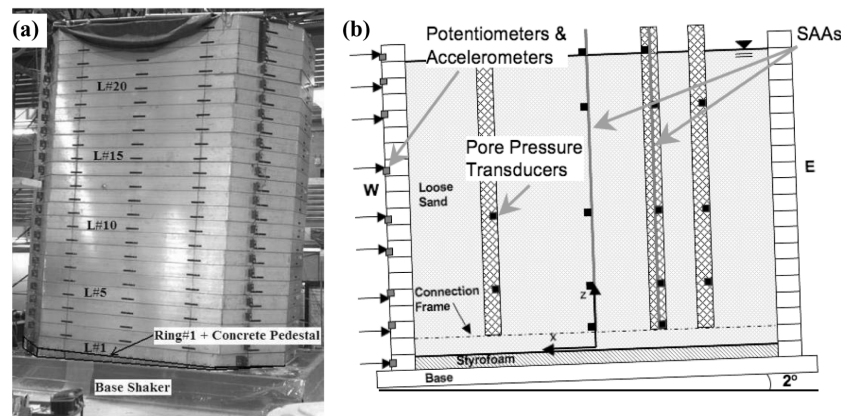 (a)
L#20
L#15
L#10
L#5
L#1
Ring#1 + Concrete Pedestal
Base Shaker
(b)
Potentiometers &
Accelerometers
SAAs
Pore Pressure
Transducers
W
E
Loose
Sand
Connection
Frame
z
x
Styrofoam
Base
2°